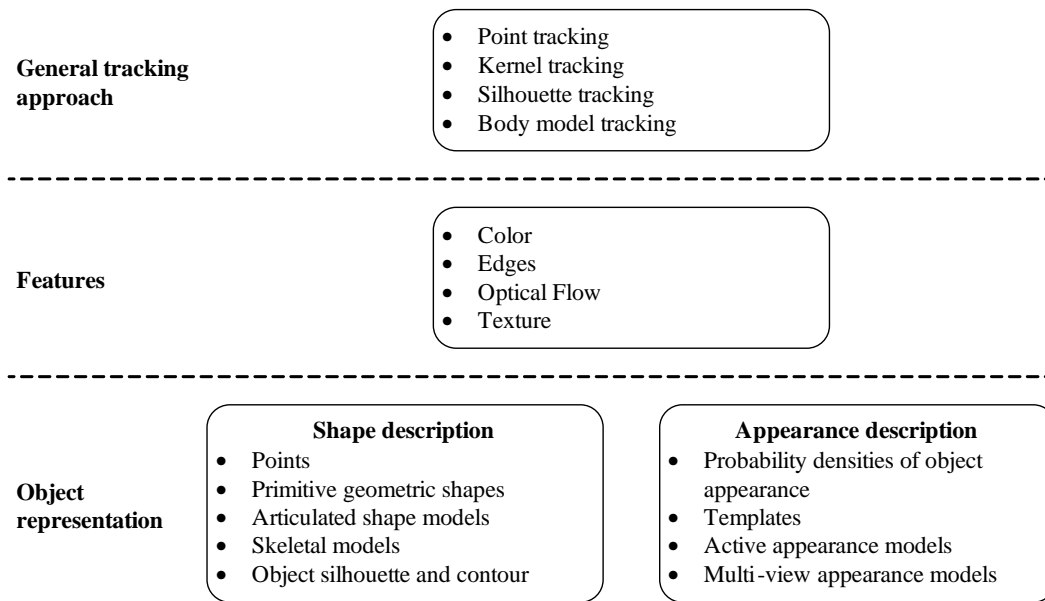 General tracking
approach
• Point tracking
• Kernel tracking
• Silhouette tracking
• Body model tracking
Features
• Color
• Edges
• Optical Flow
• Texture
Object
representation
Shape description
• Points
• Primitive geometric shapes
• Articulated shape models
• Skeletal models
• Object silhouette and contour
Appearance description
• Probability densities of object
appearance
• Templates
• Active appearance models
• Multi-view appearance models